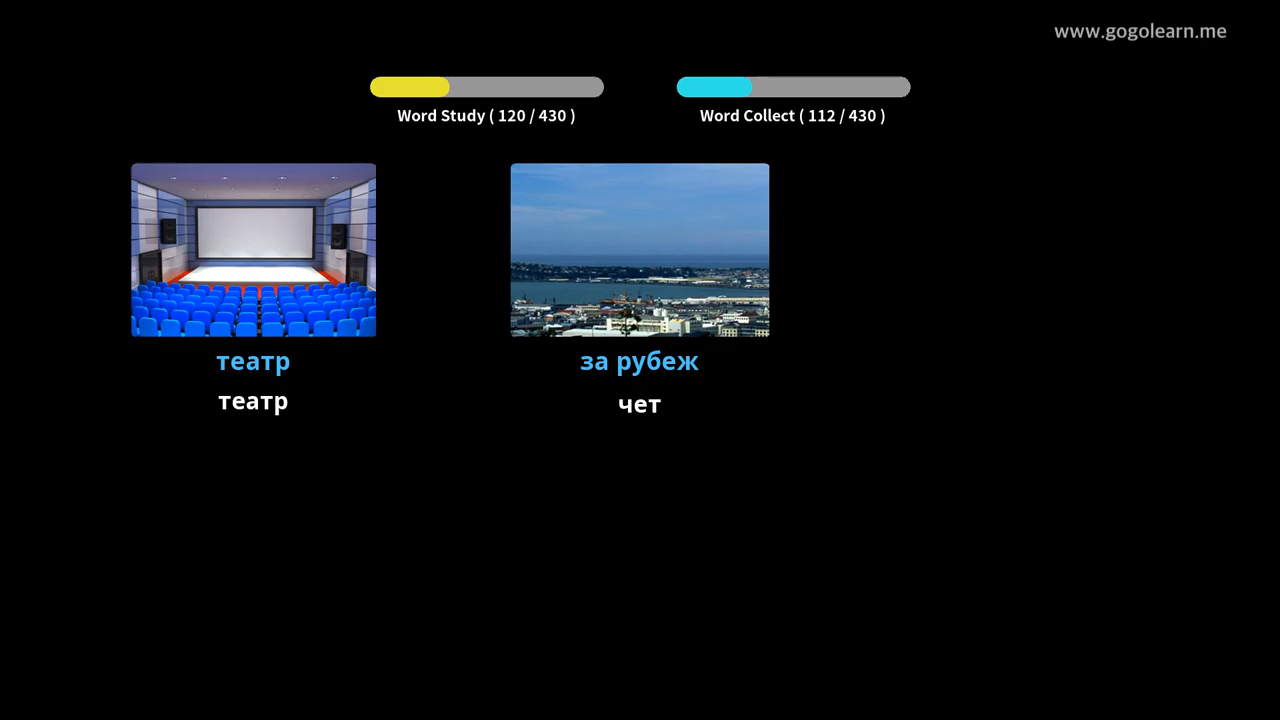 www.gogolearn.me
Word Study ( 120 / 430 )
Word Collect ( 112 / 430 )
театр
театр
за рубеж
чет